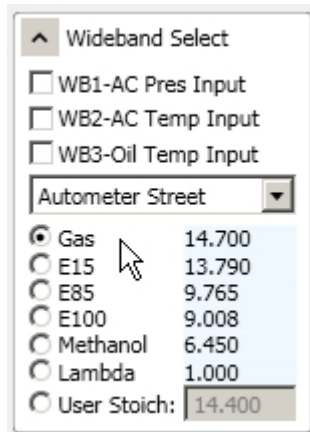 Wideband Select
WB1-AC Pres Input
WB2-AC Temp Input
WB3-Oil Temp Input
Autometer Street
Gas 14.700
E15 13.790
E85 9.765
E100 9.008
Methanol 6.450
Lambda 1.000
User Stoich: 14.400